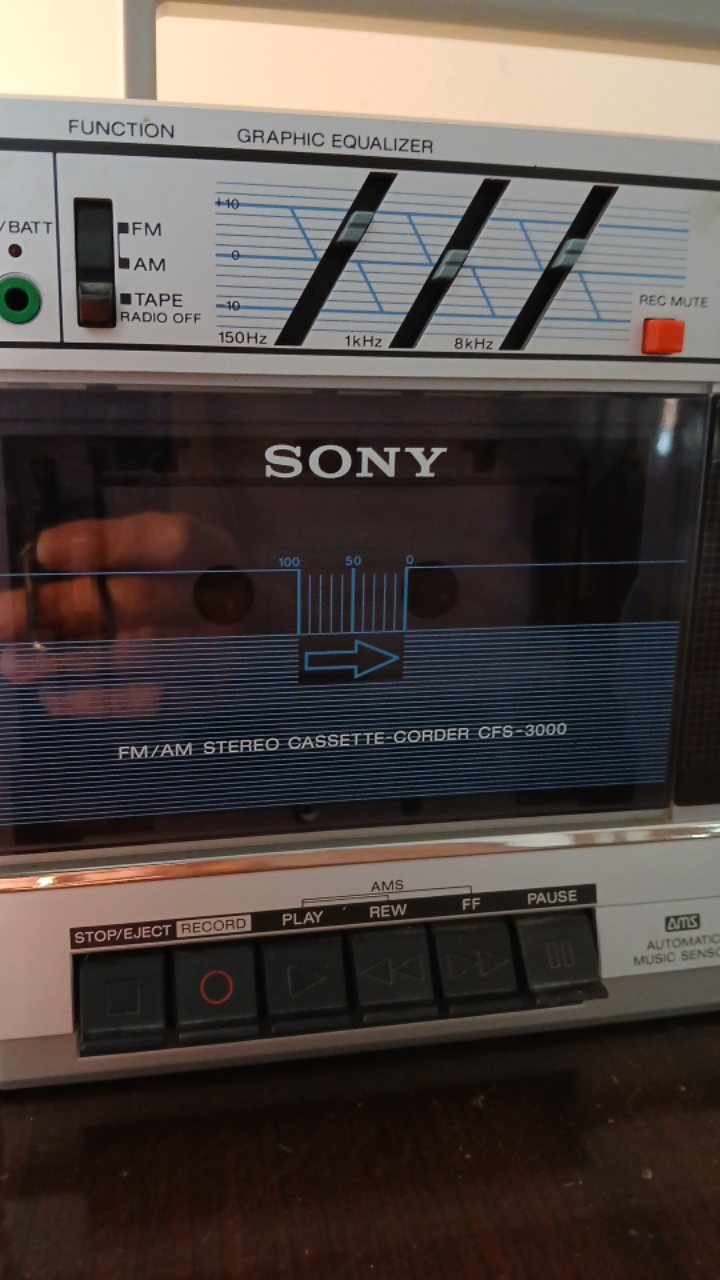 FUNCTION
GRAPHIC EQUALIZER
/BATT
FM
AM
TAPE
RADIO OFF
+10
0
-10
150Hz
1kHz
8kHz
REC MUTE
SONY
100 50 0
FM/AM STEREO CASSETTE-CORDER CFS-3000
AMS
STOP/EJECT RECORD PLAY REW FF PAUSE
AMS
AUTOMATIC
MUSIC SENSO